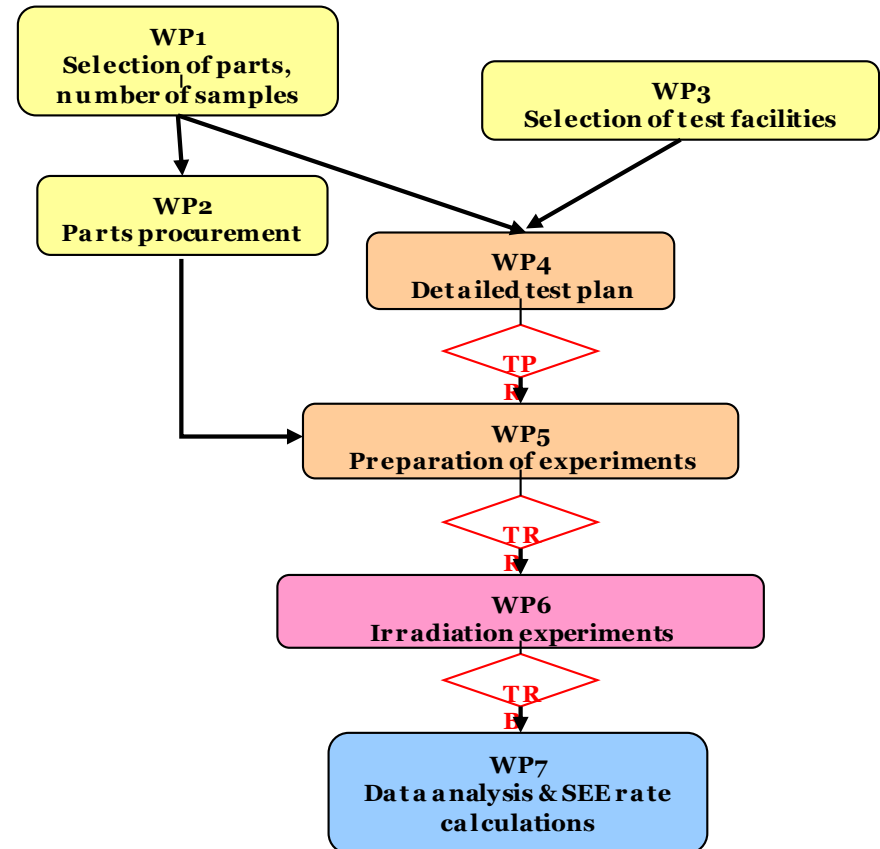 WP1
Selection of parts,
number of samples
WP3
Selection of test facilities
WP2
Parts procurement
WP4
Detailed test plan
TP
R
WP5
Preparation of experiments
TR
R
WP6
Irradiation experiments
TR
B
WP7
Data analysis & SEE rate
calculations